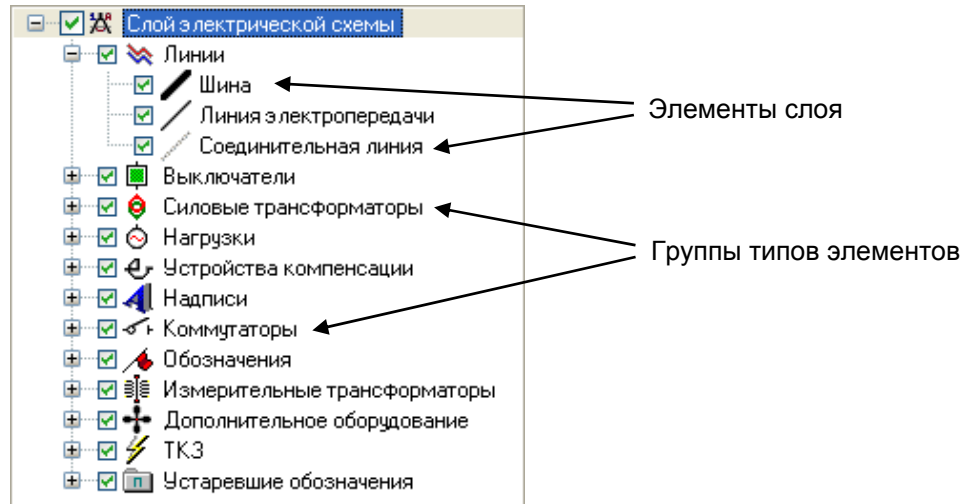 Слой электрической схемы
Линии
Шина
Линия электропередачи
Соединительная линия
Выключатели
Силовые трансформаторы
Нагрузки
Устройства компенсации
Надписи
Коммутаторы
Обозначения
Измерительные трансформаторы
Дополнительное оборудование
ТКЗ
Устаревшие обозначения
Элементы слоя
Группы типов элементов